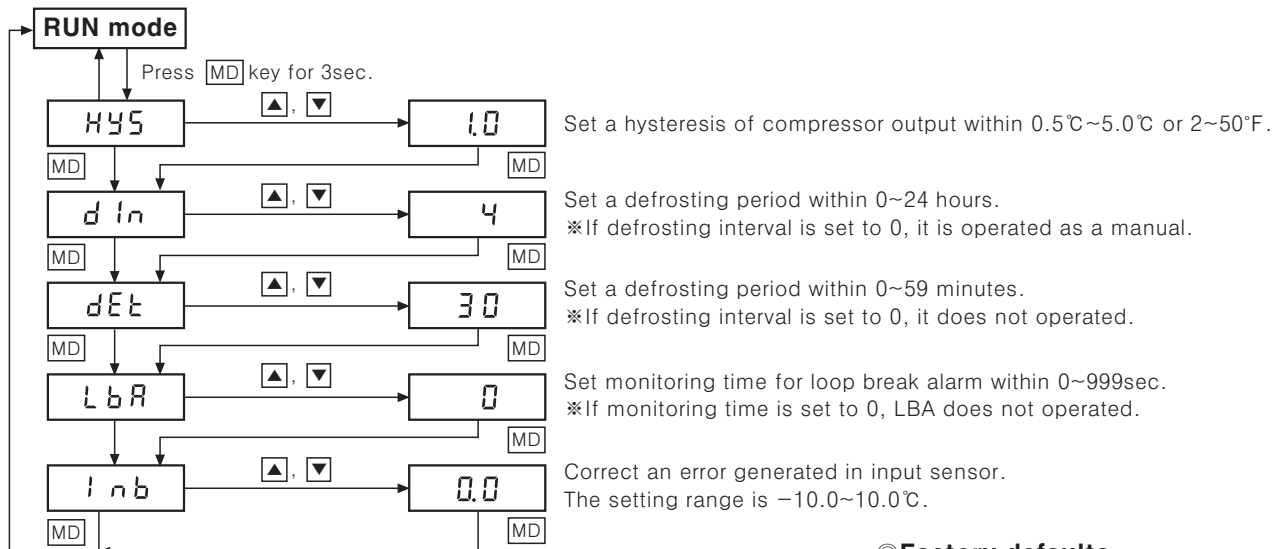 RUN mode
Press MD key for 3sec.
HYS
▲, ▼
1.0
Set a hysteresis of compressor output within 0.5℃~5.0℃ or 2~50°F.
MD
MD
dIn
▲, ▼
4
Set a defrosting period within 0~24 hours.
※If defrosting interval is set to 0, it is operated as a manual.
MD
MD
dEt
▲, ▼
30
Set a defrosting period within 0~59 minutes.
※If defrosting interval is set to 0, it does not operated.
MD
MD
LbA
▲, ▼
0
Set monitoring time for loop break alarm within 0~999sec.
※If monitoring time is set to 0, LBA does not operated.
MD
MD
Inb
▲, ▼
0.0
Correct an error generated in input sensor.
The setting range is −10.0~10.0℃.
MD
MD
◎Factory defaults